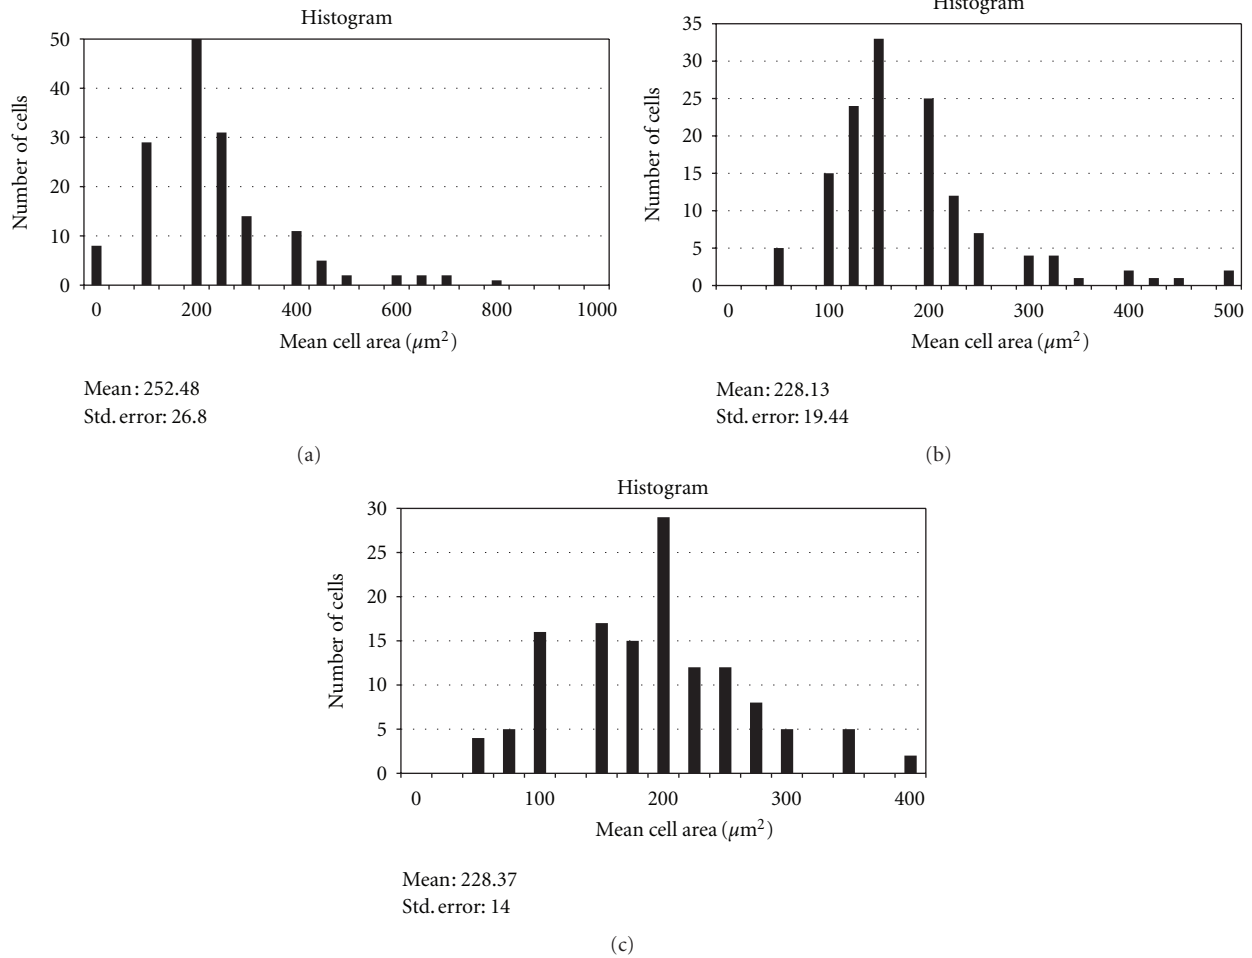 Histogram
50
40
30
20
10
0
Number of cells
0 200 400 600 800 1000
Mean cell area (μm²)
Mean: 252.48
Std. error: 26.8
(a)
Histogram
35
30
25
20
15
10
5
0
Number of cells
0 100 200 300 400 500
Mean cell area (μm²)
Mean: 228.13
Std. error: 19.44
(b)
Histogram
30
25
20
15
10
5
0
Number of cells
0 100 200 300 400
Mean cell area (μm²)
Mean: 228.37
Std. error: 14
(c)